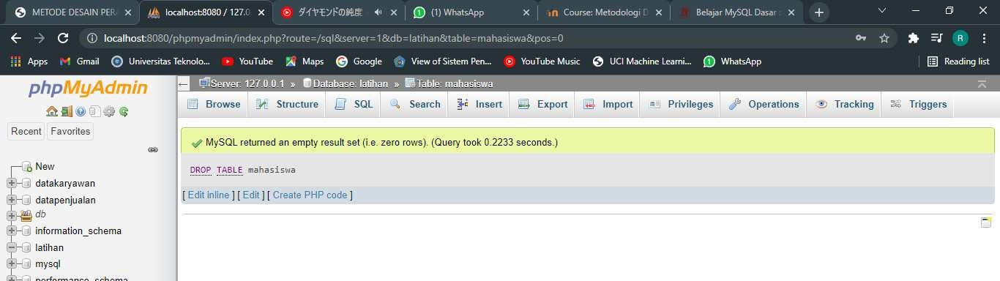 METODE DESAIN PERA
localhost:8080 / 127.0.
ダイヤモンドの純度
(1) WhatsApp
Course: Metodologi D
Belajar MySQL Dasar
localhost:8080/phpmyadmin/index.php?route=/sql&server=1&db=latihan&table=mahasiswa&pos=0
R
Apps Gmail Universitas Teknolo... YouTube Maps Google View of Sistem Pen... YouTube Music UCI Machine Learni... WhatsApp Reading list
phpMyAdmin
Recent Favorites
New
datakaryawan
datapenjualan
db
information_schema
latihan
mysql
performance_schema
Server: 127.0.0.1 » Database: latihan » Table: mahasiswa
Browse Structure SQL Search Insert Export Import Privileges Operations Tracking Triggers
MySQL returned an empty result set (i.e. zero rows). (Query took 0.2233 seconds.)
DROP TABLE mahasiswa
[ Edit inline ] [ Edit ] [ Create PHP code ]